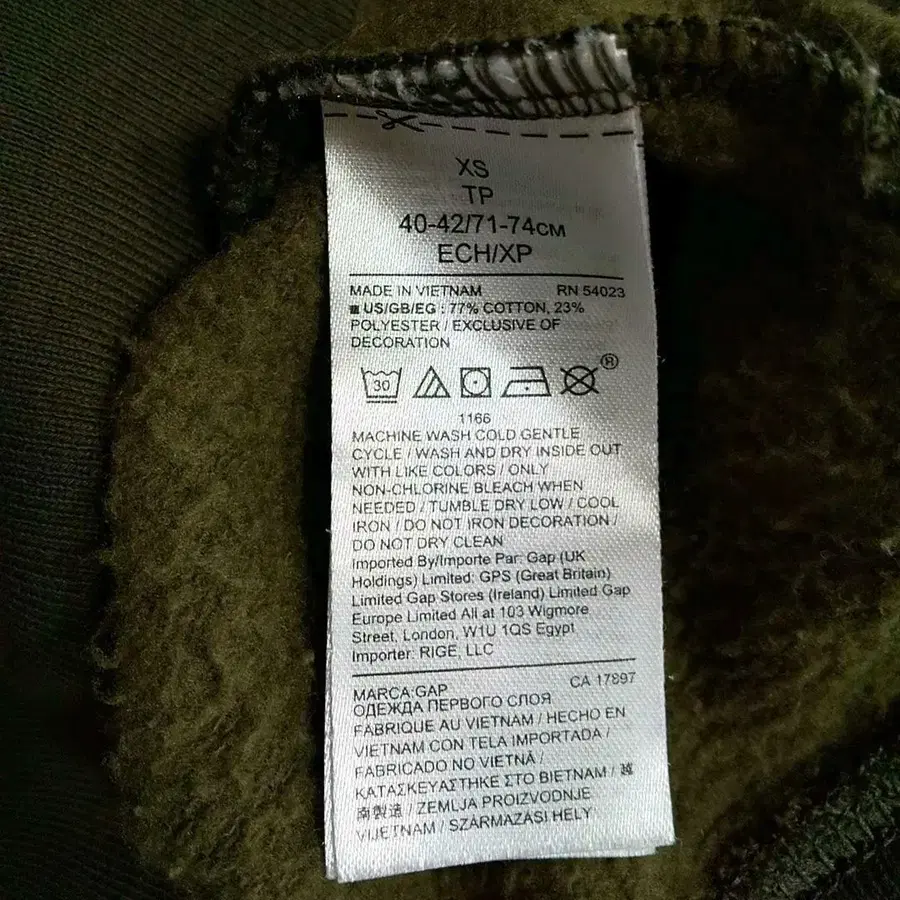 XS
TP
40-42/71-74CM
ECH/XP
MADE IN VIETNAM RN 54023
US/GB/EG : 77% COTTON, 23%
POLYESTER / EXCLUSIVE OF
DECORATION
30
®
1166
MACHINE WASH COLD GENTLE
CYCLE / WASH AND DRY INSIDE OUT
WITH LIKE COLORS / ONLY
NON-CHLORINE BLEACH WHEN
NEEDED / TUMBLE DRY LOW / COOL
IRON / DO NOT IRON DECORATION /
DO NOT DRY CLEAN
Imported By/Importe Par: Gap (UK
Holdings) Limited: GPS (Great Britain)
Limited Gap Stores (Ireland) Limited Gap
Europe Limited All at 103 Wigmore
Street, London, W1U 1QS Egypt
Importer: RIGE, LLC
MARCA:GAP CA 17897
ОДЕЖДА ПЕРВОГО СЛОЯ
FABRIQUE AU VIETNAM / HECHO EN
VIETNAM CON TELA IMPORTADA /
FABRICADO NO VIETNÃ /
ΚΑΤΑΣΚΕΥΑΣΤΗΚΕ ΣΤΟ ΒΙΕΤΝΑΜ / 越
南製造 / ZEMLJA PROIZVODNJE
VIJETNAM / SZÁRMAZÁSI HELY